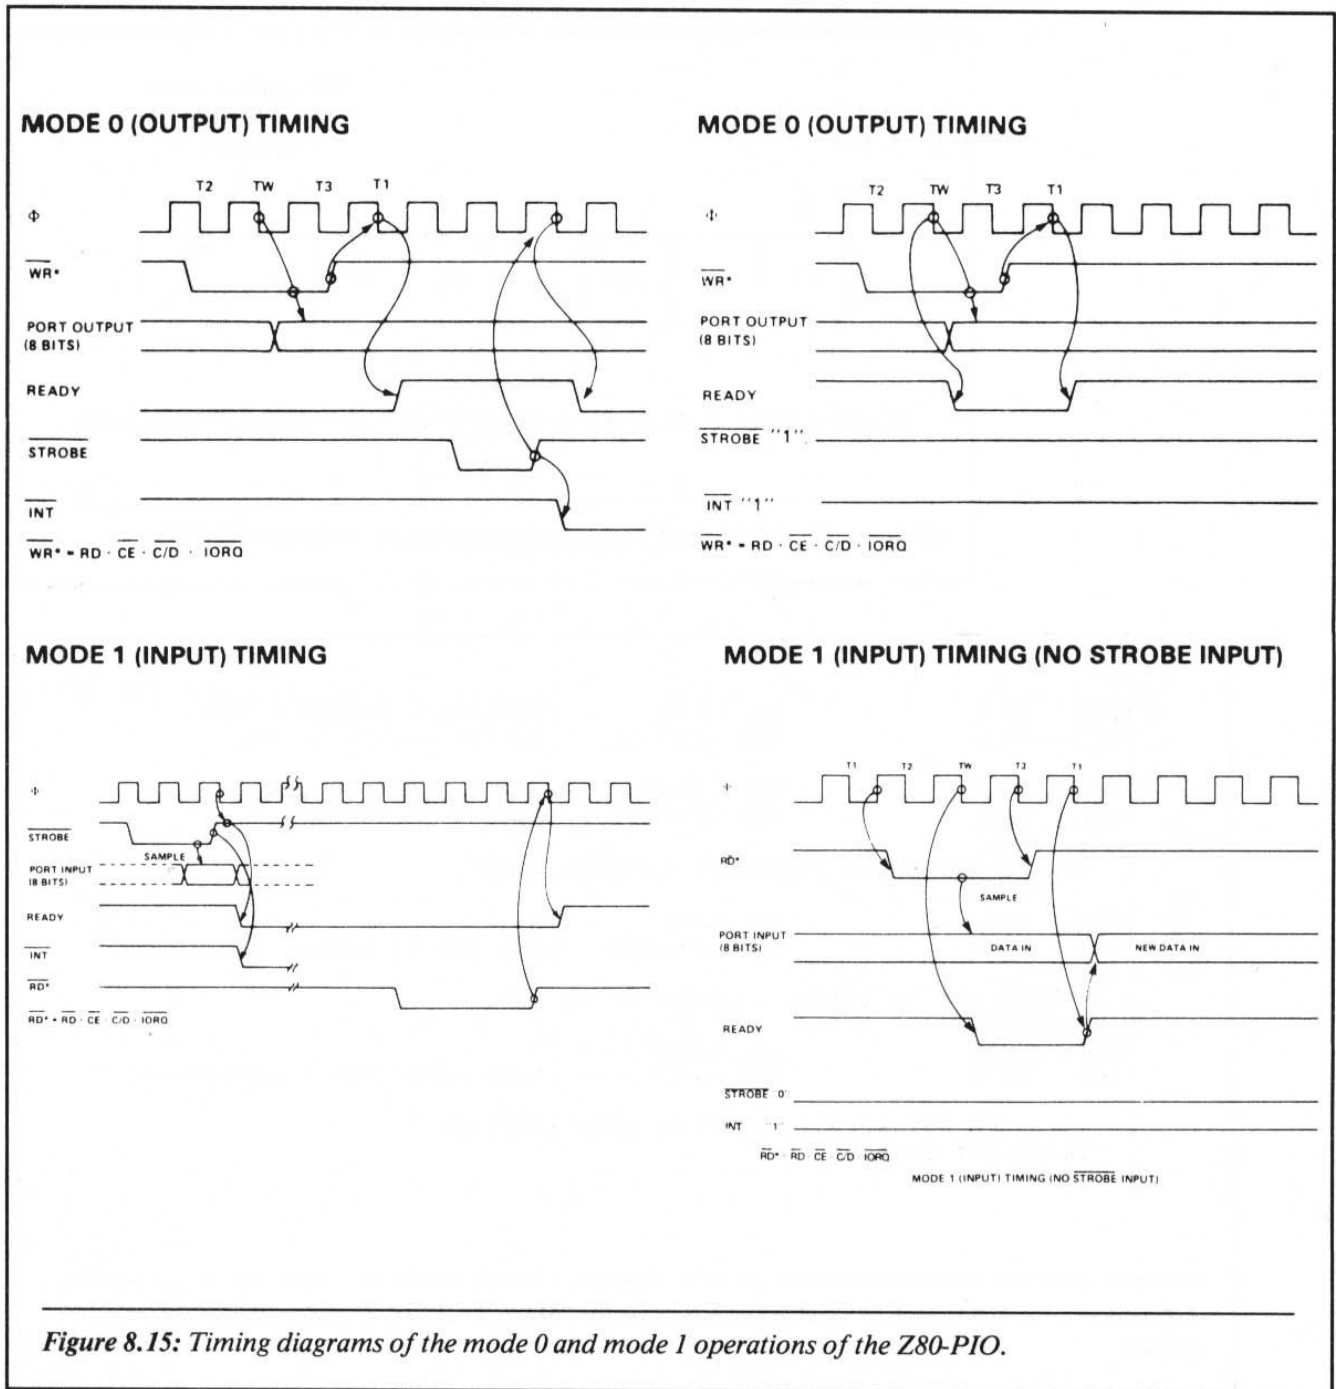 MODE 0 (OUTPUT) TIMING
T2 TW T3 T1
Φ
WR*
PORT OUTPUT
(8 BITS)
READY
STROBE
INT
WR* = RD · CE · C/D · IORQ
MODE 0 (OUTPUT) TIMING
T2 TW T3 T1
Φ
WR*
PORT OUTPUT
(8 BITS)
READY
STROBE "1".
INT "1"
WR* = RD · CE · C/D · IORQ
MODE 1 (INPUT) TIMING
Φ
STROBE
SAMPLE
PORT INPUT
(8 BITS)
READY
INT
RD*
RD* = RD · CE · C/D · IORQ
MODE 1 (INPUT) TIMING (NO STROBE INPUT)
T1 T2 TW T3 T1
Φ
RD*
SAMPLE
PORT INPUT
(8 BITS)
DATA IN NEW DATA IN
READY
STROBE "0"
INT "1"
RD* · RD · CE · C/D · IORQ
MODE 1 (INPUT) TIMING (NO STROBE INPUT)
Figure 8.15: Timing diagrams of the mode 0 and mode 1 operations of the Z80-PIO.